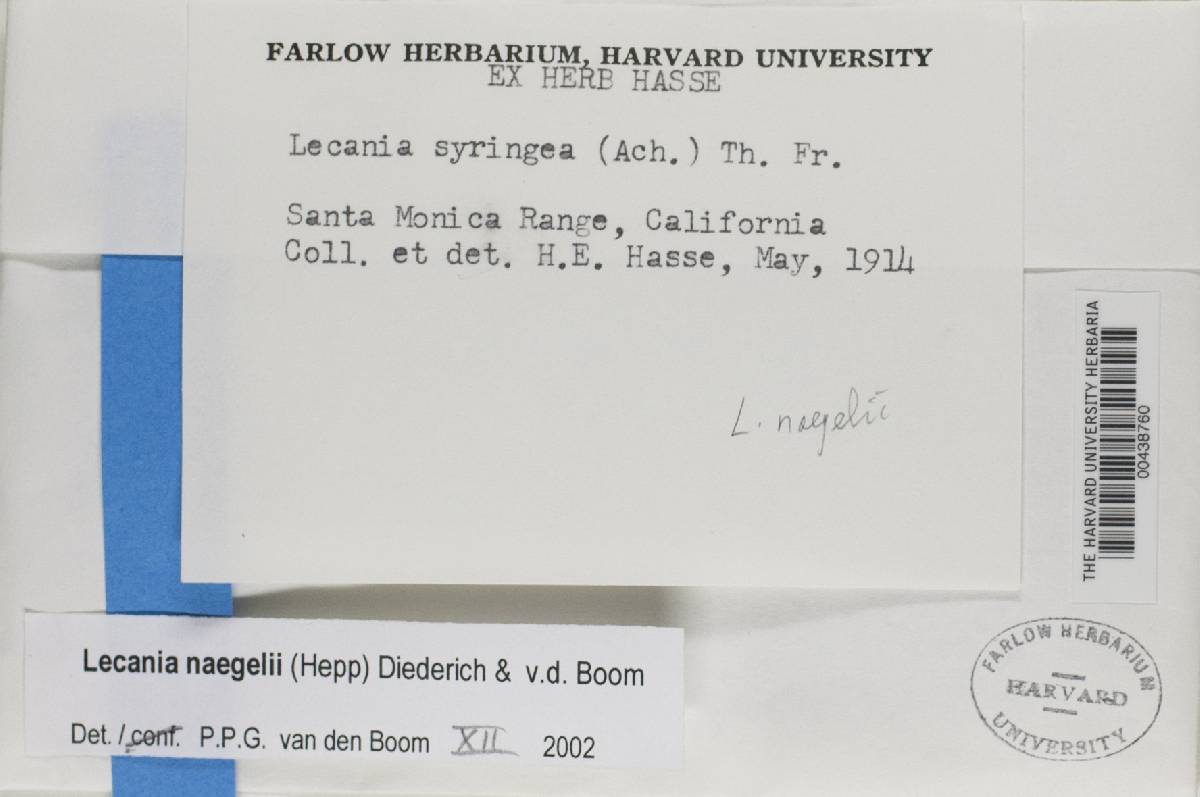 FARLOW HERBARIUM, HARVARD UNIVERSITY
EX HERB HASSE
Lecania syringea (Ach.) Th. Fr.
Santa Monica Range, California
Coll. et det. H.E. Hasse, May, 1914
L. naegelii
THE HARVARD UNIVERSITY HERBARIA
00438760
Lecania naegelii (Hepp) Diederich & v.d. Boom
Det. / conf. P.P.G. van den Boom XII 2002
FARLOW HERBARIUM
HARVARD
UNIVERSITY